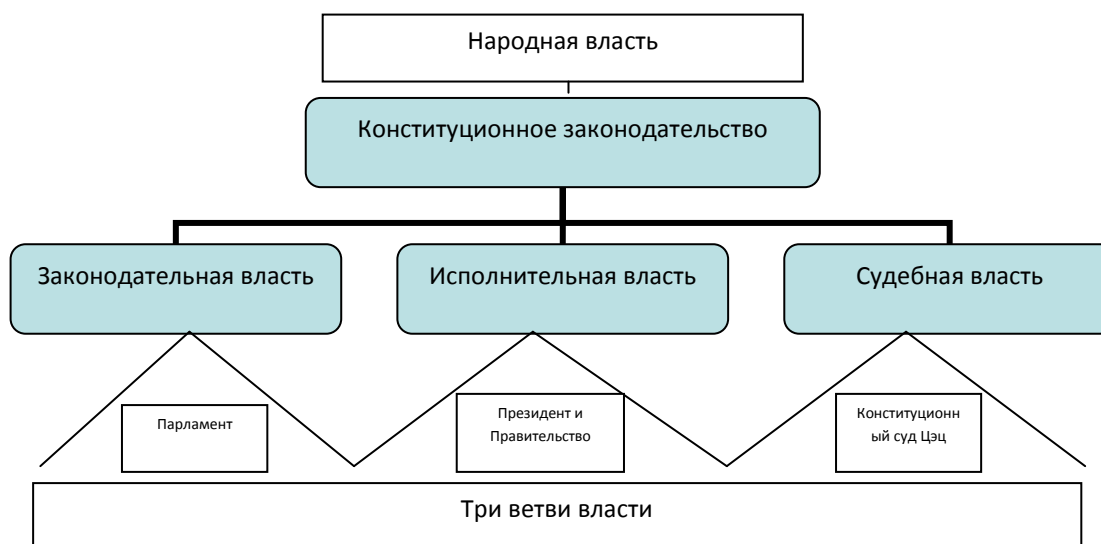 Народная власть
Конституционное законодательство
Законодательная власть
Исполнительная власть
Судебная власть
Парламент
Президент и
Правительство
Конституционн
ый суд Цэц
Три ветви власти